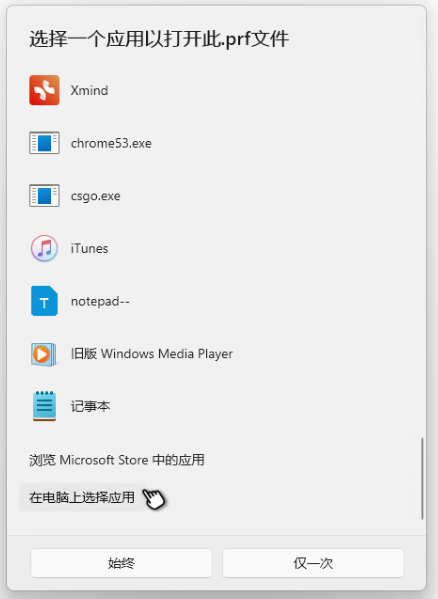 选择一个应用以打开此.prf文件
Xmind
chrome53.exe
csgo.exe
iTunes
T
notepad--
旧版 Windows Media Player
记事本
浏览 Microsoft Store 中的应用
在电脑上选择应用
始终
仅一次